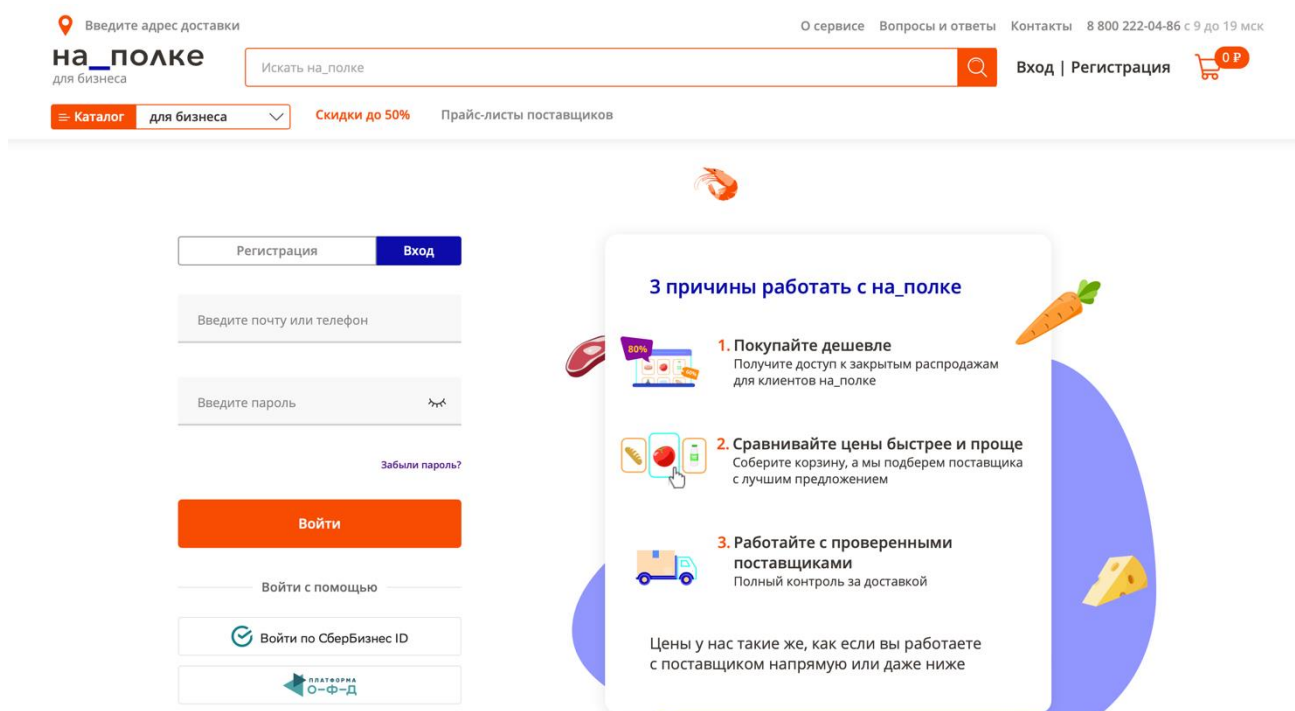 Введите адрес доставки
О сервисе Вопросы и ответы Контакты 8 800 222-04-86 с 9 до 19 мск
на_полке
для бизнеса
Искать на_полке
Вход | Регистрация
0 ₽
Каталог
для бизнеса
Скидки до 50%
Прайс-листы поставщиков
Регистрация
Вход
Введите почту или телефон
Введите пароль
Забыли пароль?
Войти
Войти с помощью
Войти по СберБизнес ID
ПЛАТФОРМА
О-Ф-Д
3 причины работать с на_полке
80%
1. Покупайте дешевле
Получите доступ к закрытым распродажам
для клиентов на_полке
2. Сравнивайте цены быстрее и проще
Соберите корзину, а мы подберем поставщика
с лучшим предложением
3. Работайте с проверенными
поставщиками
Полный контроль за доставкой
Цены у нас такие же, как если вы работаете
с поставщиком напрямую или даже ниже